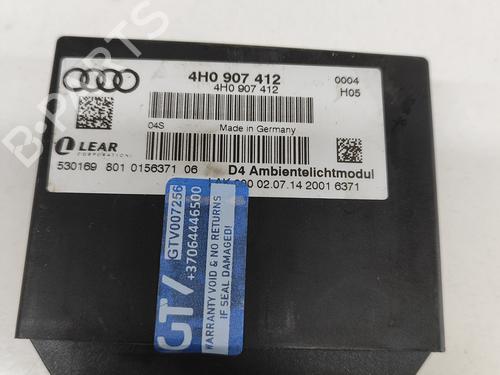 4H0 907 412
4H0 907 412
0004
H05
04S
Made in Germany
LEAR
CORPORATION
530169 801 0156371 06
D4 Ambientelichtmodul
02.07.14 2001 6371
GTV
GTV007256
+37064446500
WARRANTY VOID & NO RETURNS
IF SEAL DAMAGED!
B-PARTS